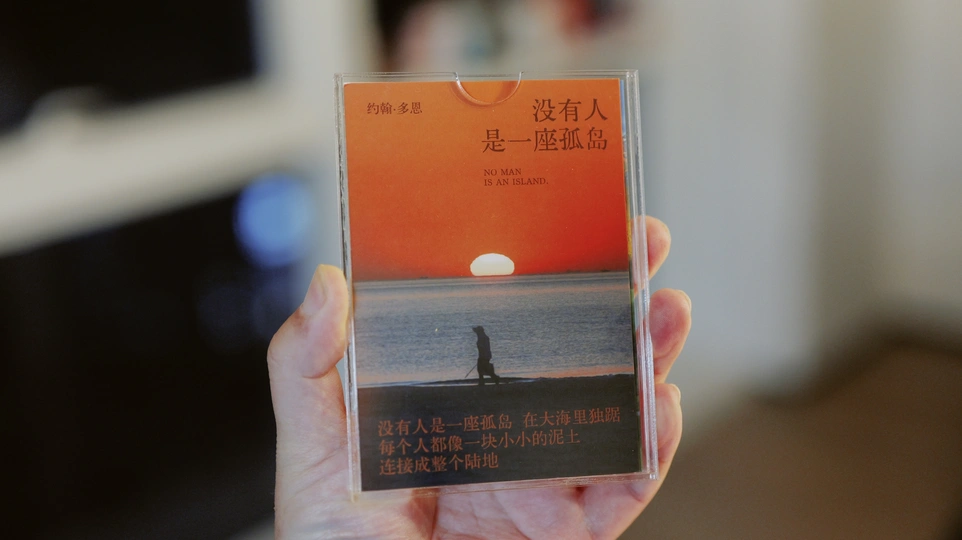 约翰·多恩
没有人
是一座孤岛
NO MAN
IS AN ISLAND.
没有人是一座孤岛 在大海里独踞
每个人都像一块小小的泥土
连接成整个陆地